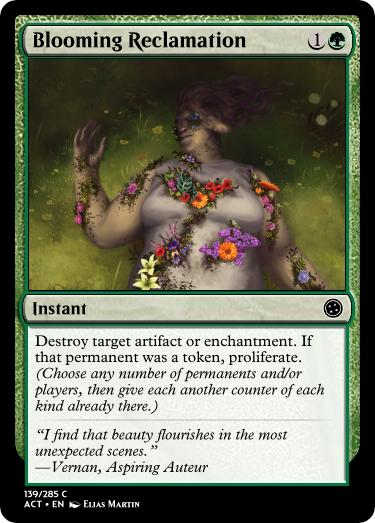 Blooming Reclamation 1
Instant
Destroy target artifact or enchantment. If
that permanent was a token, proliferate.
(Choose any number of permanents and/or
players, then give each another counter of each
kind already there.)
“I find that beauty flourishes in the most
unexpected scenes.”
—Vernan, Aspiring Auteur
139/285 C
ACT • EN Elias Martin